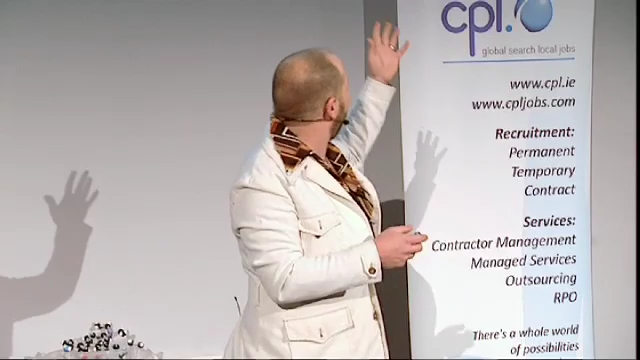 cpl.
global search local jobs
www.cpl.ie
www.cpljobs.com
Recruitment:
Permanent
Temporary
Contract
Services:
Contractor Management
Managed Services
Outsourcing
RPO
There's a whole world
of possibilities